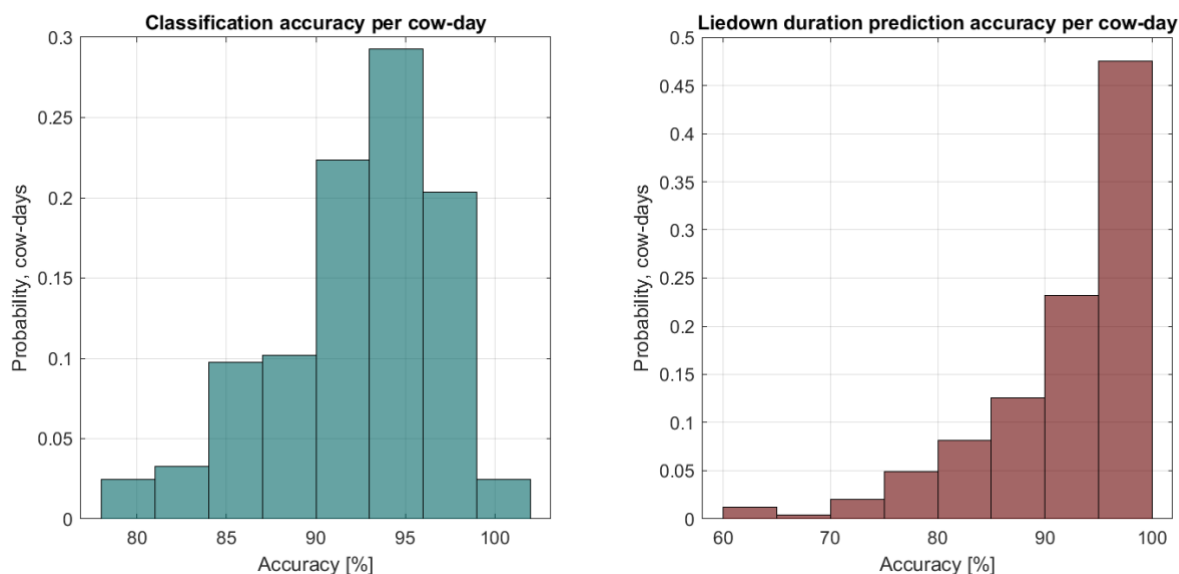 Classification accuracy per cow-day
0.3
0.25
0.2
0.15
0.1
0.05
0
Probability, cow-days
80 85 90 95 100
Accuracy [%]
Liedown duration prediction accuracy per cow-day
0.5
0.45
0.4
0.35
0.3
0.25
0.2
0.15
0.1
0.05
0
Probability, cow-days
60 70 80 90 100
Accuracy [%]